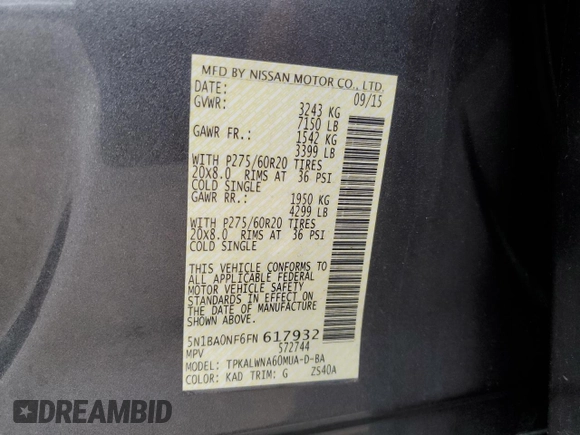 MFD BY NISSAN MOTOR CO., LTD.
DATE: 09/15
GVWR: 3243 KG
7150 LB
GAWR FR.: 1542 KG
3399 LB
WITH P275/60R20 TIRES
20X8.0 RIMS AT 36 PSI
COLD SINGLE
GAWR RR.: 1950 KG
4299 LB
WITH P275/60R20 TIRES
20X8.0 RIMS AT 36 PSI
COLD SINGLE
THIS VEHICLE CONFORMS TO
ALL APPLICABLE FEDERAL
MOTOR VEHICLE SAFETY
STANDARDS IN EFFECT ON
THE DATE OF MANUFACTURE
SHOWN ABOVE.
5N1BA0NF6FN 617932
MPV 572744
MODEL: TPKALWNA60MUA-D-BA
COLOR: KAD TRIM: G ZS40A
DREAMBID